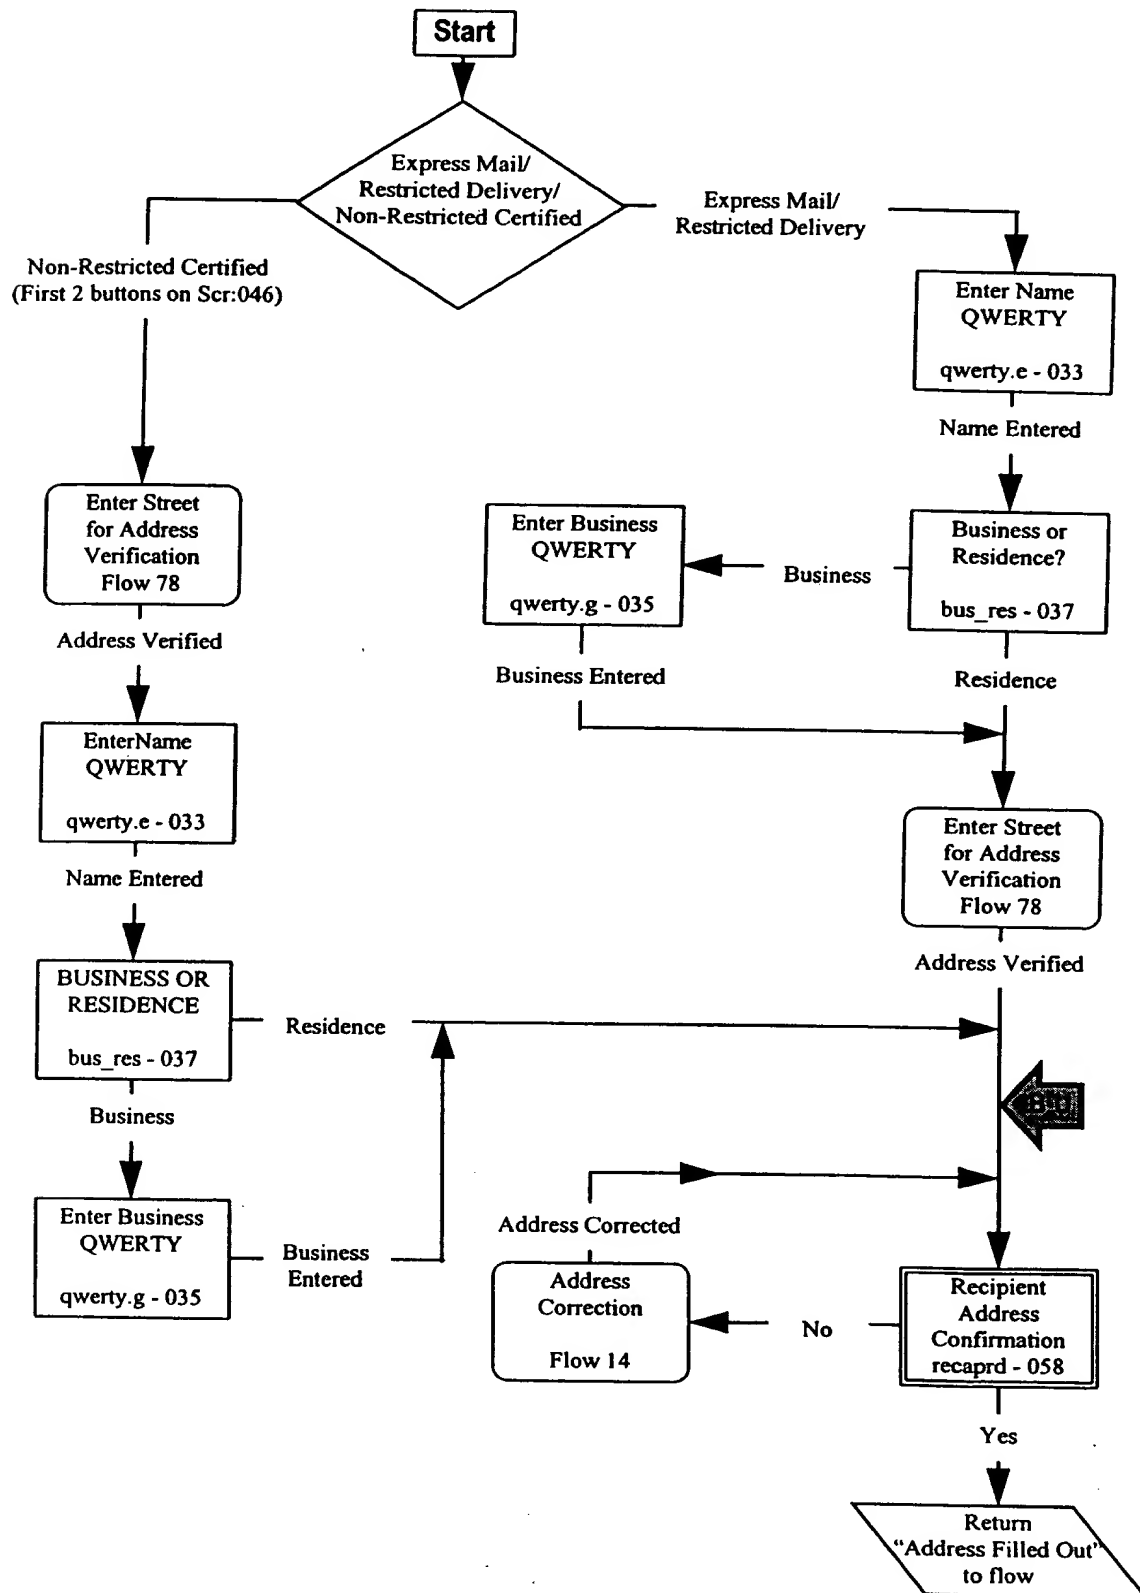 Start
Express Mail/
Restricted Delivery/
Non-Restricted Certified
Express Mail/
Restricted Delivery
Non-Restricted Certified
(First 2 buttons on Scr:046)
Enter Name
QWERTY
qwerty.e - 033
Name Entered
Enter Street
for Address
Verification
Flow 78
Enter Business
QWERTY
qwerty.g - 035
Business
Business or
Residence?
bus_res - 037
Address Verified
Business Entered
Residence
EnterName
QWERTY
qwerty.e - 033
Name Entered
Enter Street
for Address
Verification
Flow 78
Address Verified
BUSINESS OR
RESIDENCE
bus_res - 037
Residence
Business
Enter Business
QWERTY
qwerty.g - 035
Business
Entered
Address Corrected
Address
Correction
Flow 14
No
Recipient
Address
Confirmation
recaprd - 058
Yes
Return
“Address Filled Out”
to flow